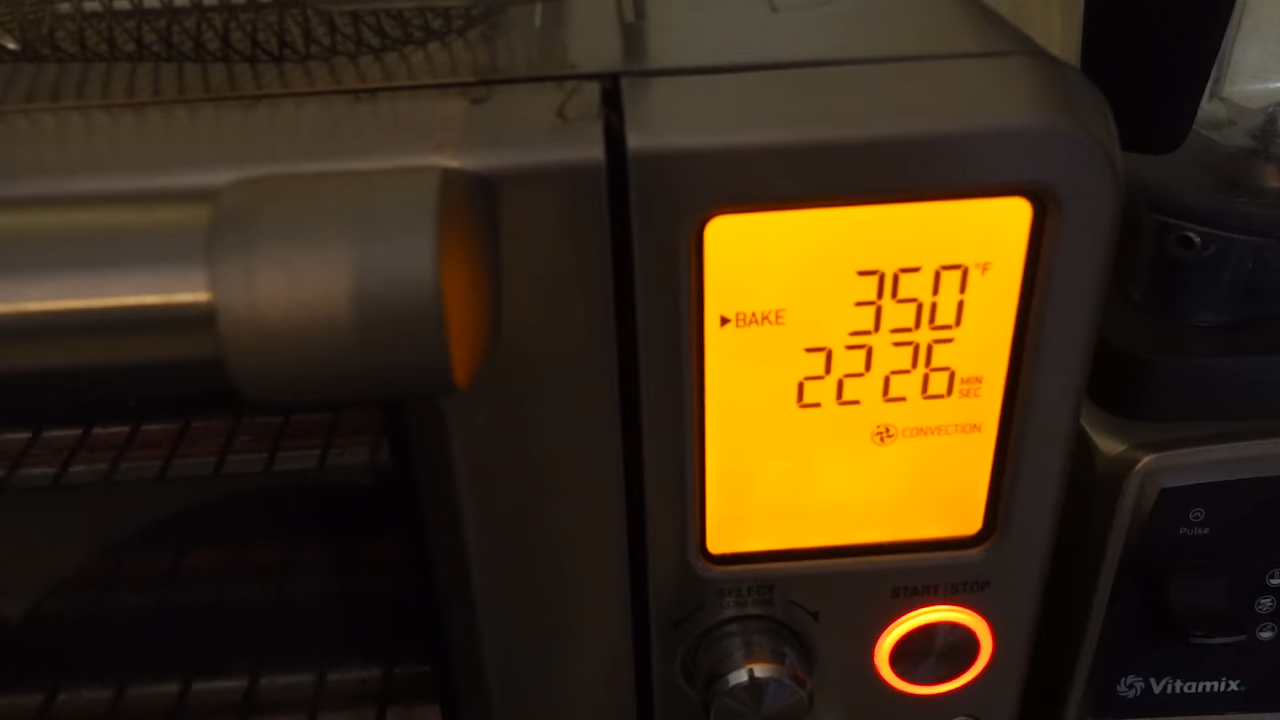 350°F
▶BAKE
2226 MIN SEC
CONVECTION
SELECT
START | STOP
Pulse
Vitamix